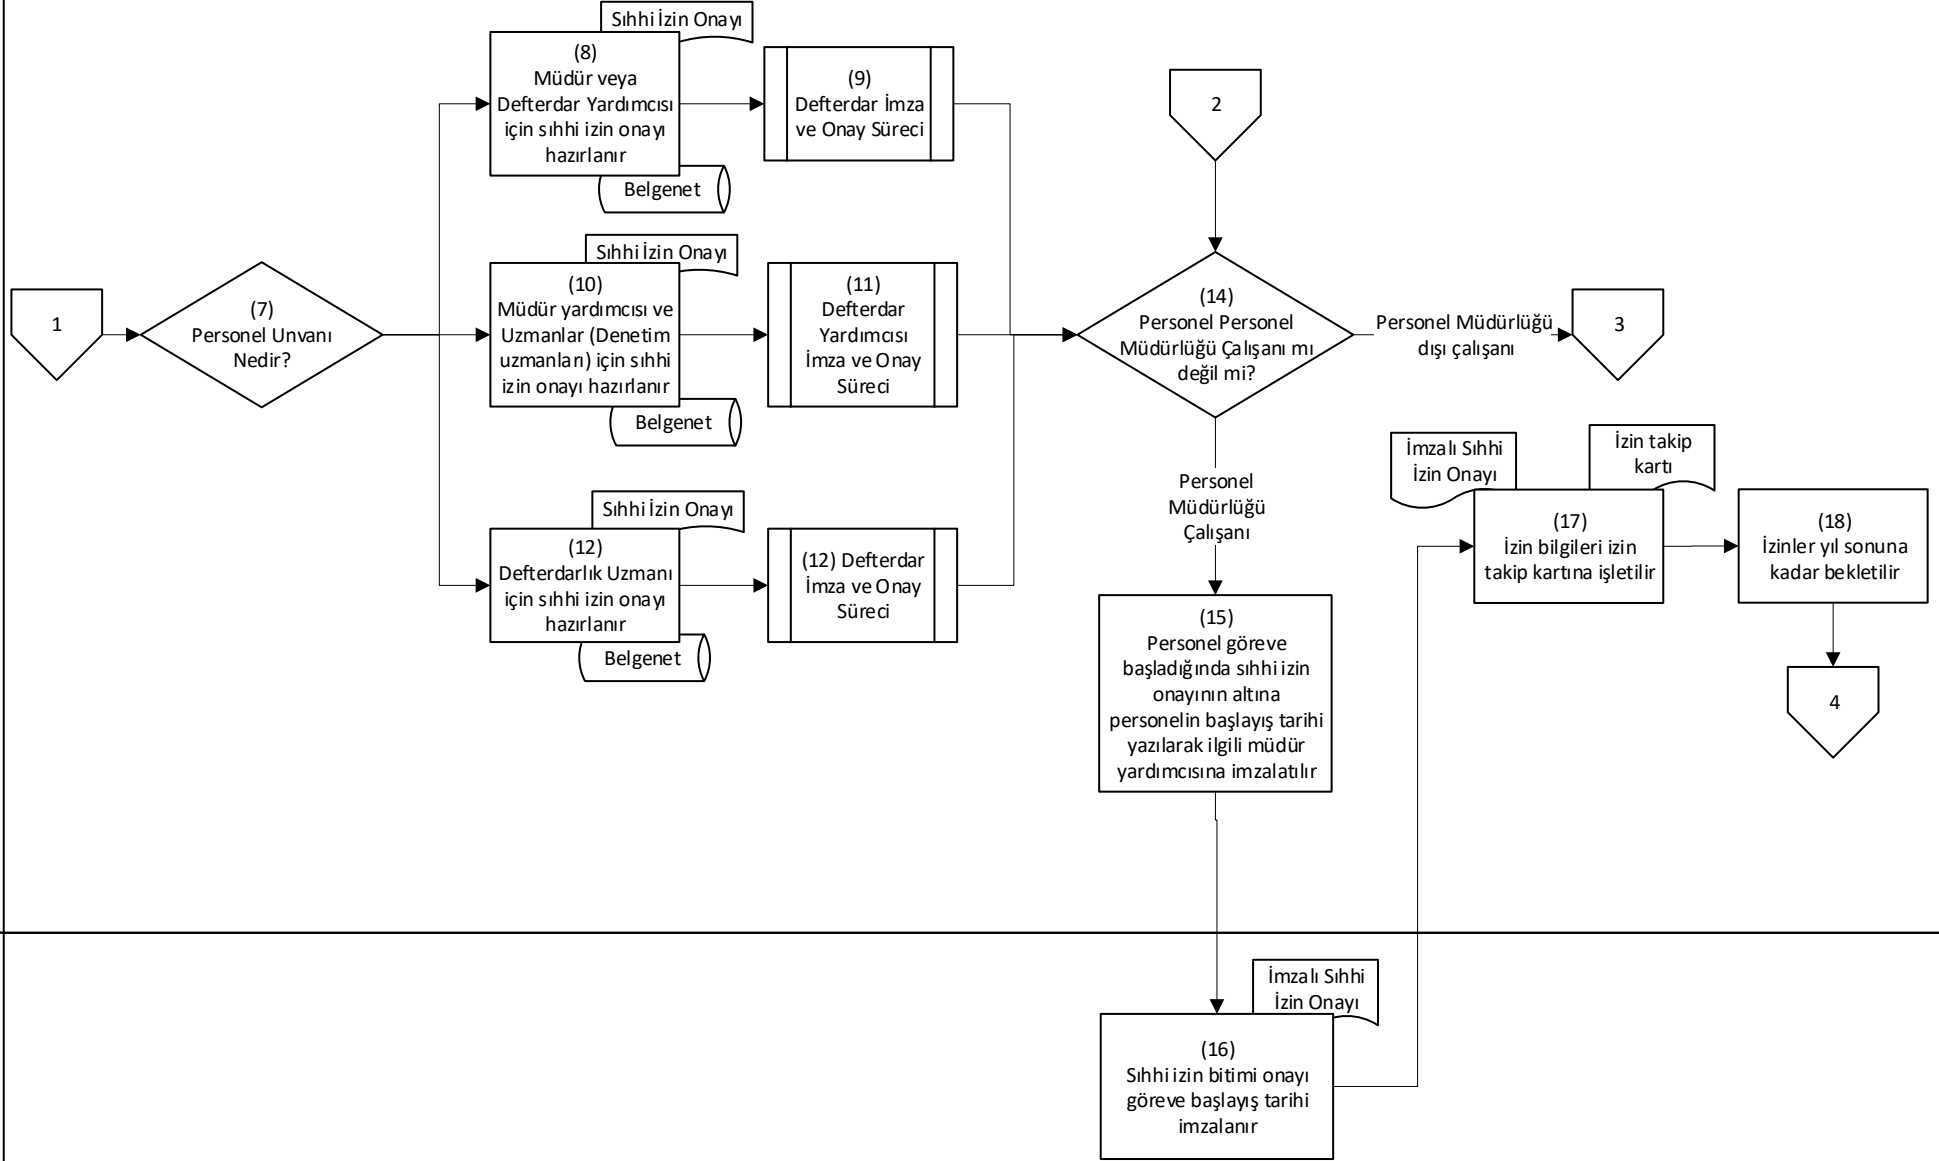 1
(7)
Personel Unvanı
Nedir?
Sıhhi İzin Onayı
(8)
Müdür veya
Defterdar Yardımcısı
için sıhhi izin onayı
hazırlanır
Belgenet
(9)
Defterdar İmza
ve Onay Süreci
Sıhhi İzin Onayı
(10)
Müdür yardımcısı ve
Uzmanlar (Denetim
uzmanları) için sıhhi
izin onayı hazırlanır
Belgenet
(11)
Defterdar
Yardımcısı
İmza ve Onay
Süreci
Sıhhi İzin Onayı
(12)
Defterdarlık Uzmanı
için sıhhi izin onayı
hazırlanır
Belgenet
(12) Defterdar
İmza ve Onay
Süreci
2
(14)
Personel Personel
Müdürlüğü Çalışanı mı
değil mi?
Personel Müdürlüğü
dışı çalışanı
3
Personel
Müdürlüğü
Çalışanı
(15)
Personel göreve
başladığında sıhhi izin
onayının altına
personelin başlayış tarihi
yazılarak ilgili müdür
yardımcısına imzalatılır
İmzalı Sıhhi
İzin Onayı
(16)
Sıhhi izin bitimi onayı
göreve başlayış tarihi
imzalanır
İmzalı Sıhhi
İzin Onayı
İzin takip
kartı
(17)
İzin bilgileri izin
takip kartına işletilir
(18)
İzinler yıl sonuna
kadar bekletilir
4